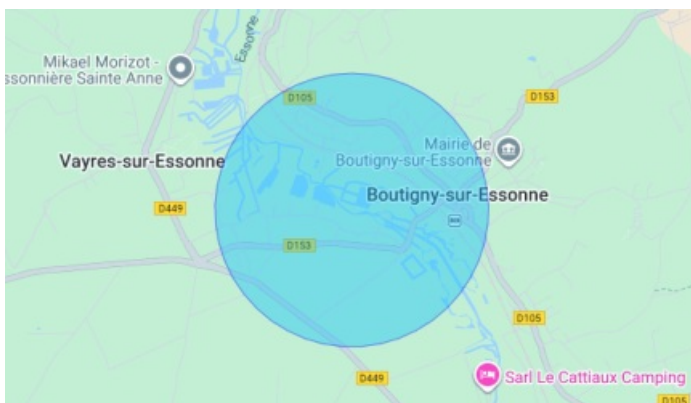 Essonne
Mikael Morizot -
ssonnière Sainte Anne
D105
D153
Mairie de
Boutigny-sur-Essonne
Vayres-sur-Essonne
Boutigny-sur-Essonne
D449
D153
D105
D449
Sarl Le Cattiaux Camping
D105